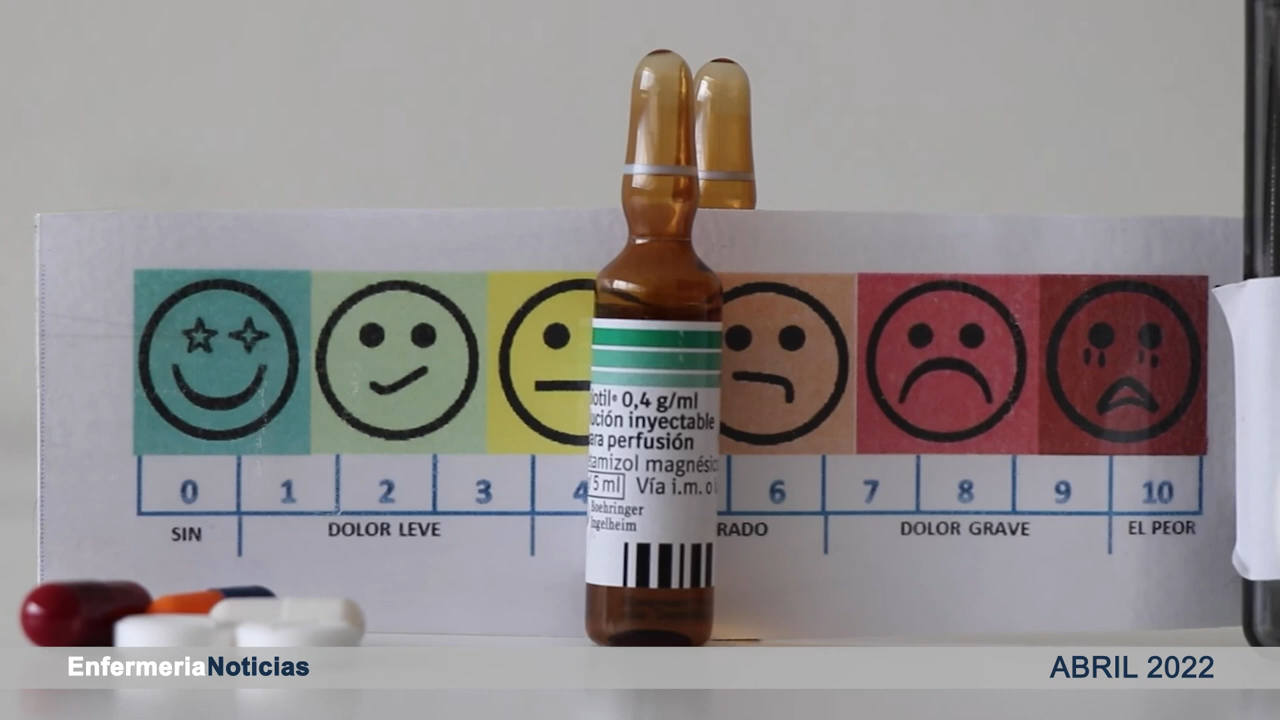 lotil® 0,4 g/ml
ución inyectable
ara perfusión
tamizol magnésic
5 ml Vía i.m. o i
Boehringer
Ingelheim
0 1 2 3 4 6 7 8 9 10
SIN DOLOR LEVE RADO DOLOR GRAVE EL PEOR
EnfermeriaNoticias ABRIL 2022